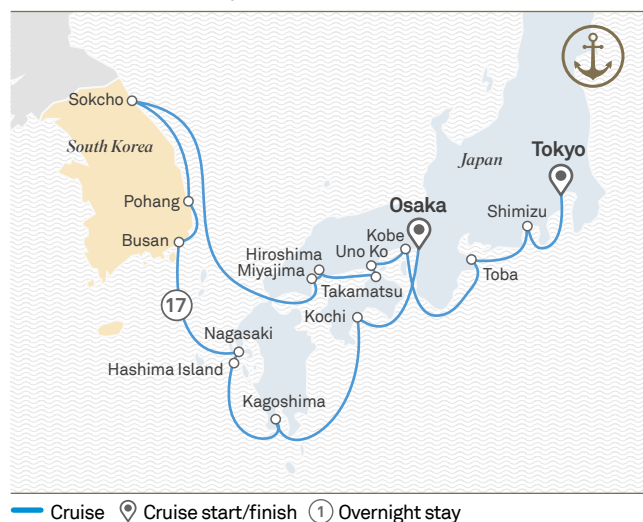 Sokcho
South Korea
Japan
Tokyo
Pohang
Osaka
Shimizu
Busan
Kobe
Hiroshima
Uno Ko
Miyajima
Toba
Takamatsu
17
Kochi
Nagasaki
Hashima Island
Kagoshima
Cruise
Cruise start/finish
1
Overnight stay